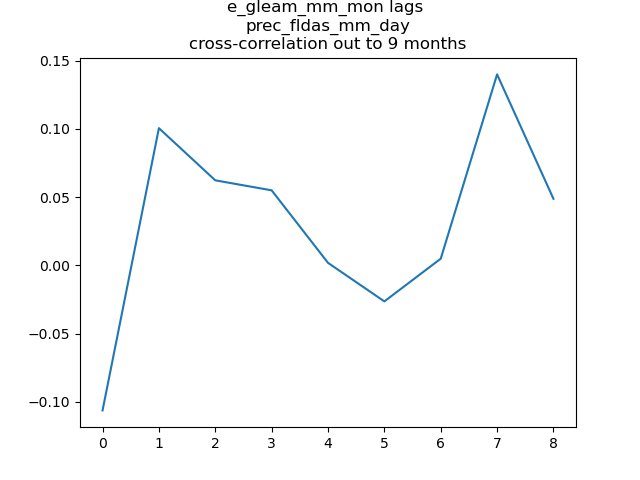 e_gleam_mm_mon lags
prec_fldas_mm_day
cross-correlation out to 9 months
0.15
0.10
0.05
0.00
−0.05
−0.10
0 1 2 3 4 5 6 7 8